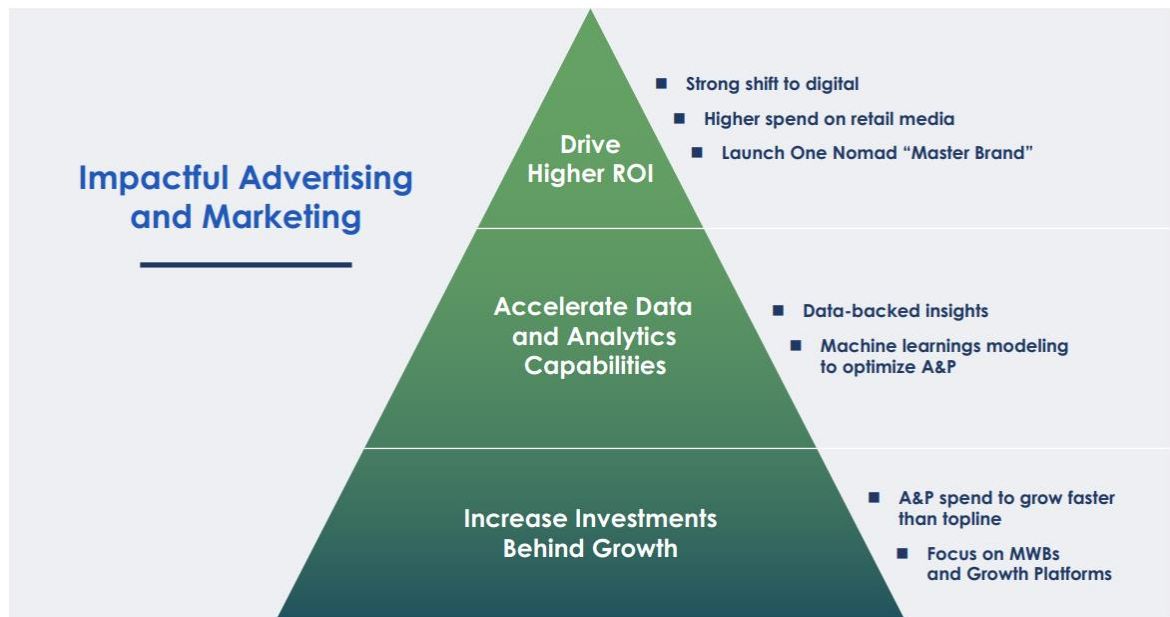 Impactful Advertising
and Marketing
Drive
Higher ROI
■ Strong shift to digital
■ Higher spend on retail media
■ Launch One Nomad “Master Brand”
Accelerate Data
and Analytics
Capabilities
■ Data-backed insights
■ Machine learnings modeling
to optimize A&P
Increase Investments
Behind Growth
■ A&P spend to grow faster
than topline
■ Focus on MWBs
and Growth Platforms